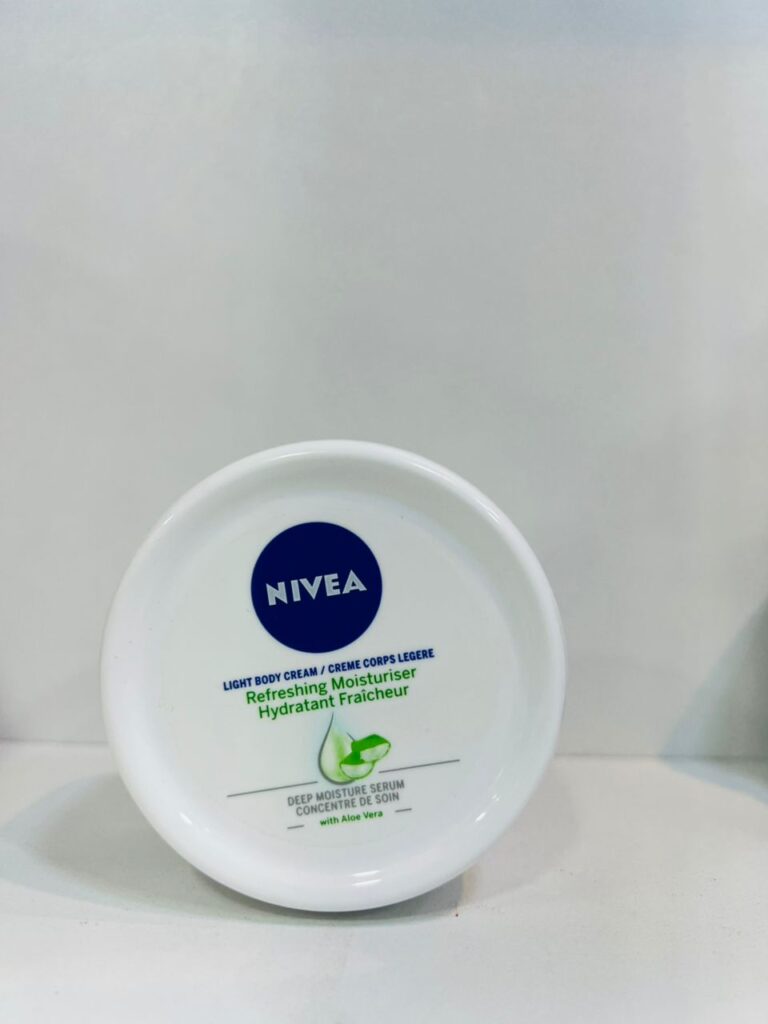 NIVEA
LIGHT BODY CREAM / CREME CORPS LEGERE
Refreshing Moisturiser
Hydratant Fraîcheur
DEEP MOISTURE SERUM
CONCENTRE DE SOIN
with Aloe Vera